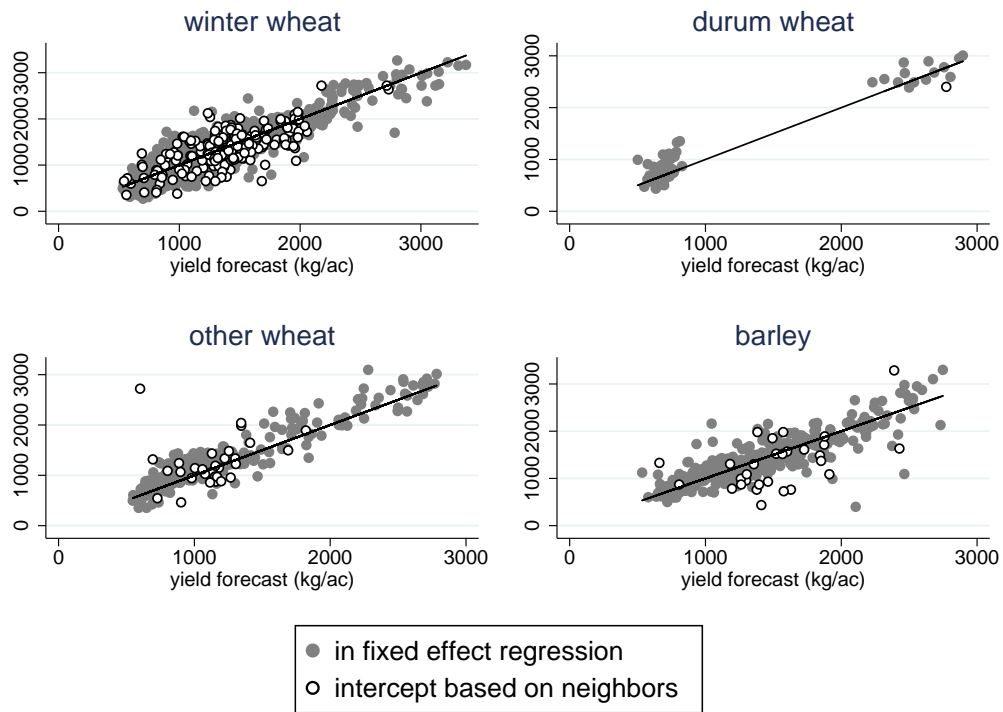 winter wheat
3000
2000
1000
0
0 1000 2000 3000
yield forecast (kg/ac)
durum wheat
3000
2000
1000
0
0 1000 2000 3000
yield forecast (kg/ac)
other wheat
3000
2000
1000
0
0 1000 2000 3000
yield forecast (kg/ac)
barley
3000
2000
1000
0
0 1000 2000 3000
yield forecast (kg/ac)
in fixed effect regression
intercept based on neighbors